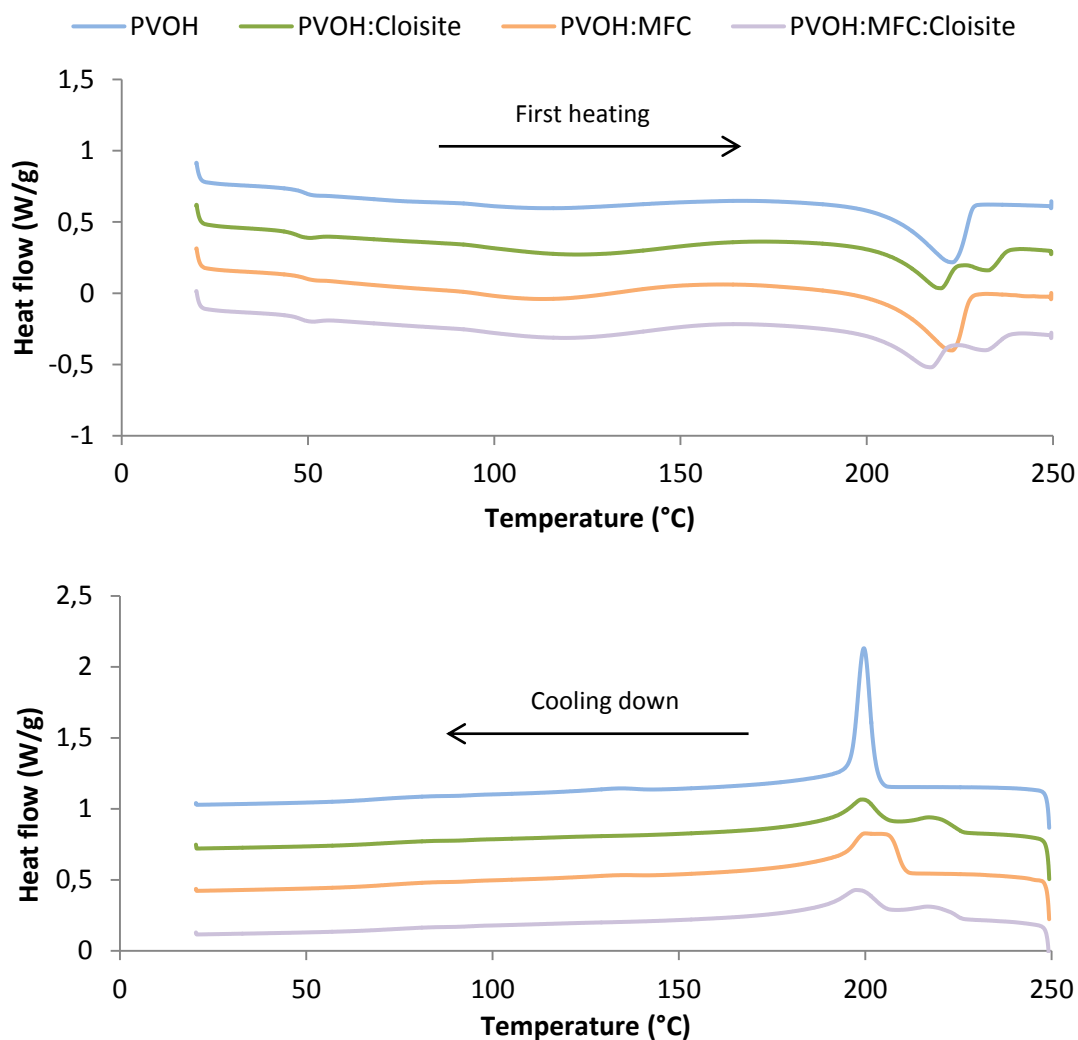 PVOH PVOH:Cloisite PVOH:MFC PVOH:MFC:Cloisite
1,5
1
0,5
0
-0,5
-1
Heat flow (W/g)
First heating
0 50 100 150 200 250
Temperature (°C)
2,5
2
1,5
1
0,5
0
Heat flow (W/g)
Cooling down
0 50 100 150 200 250
Temperature (°C)